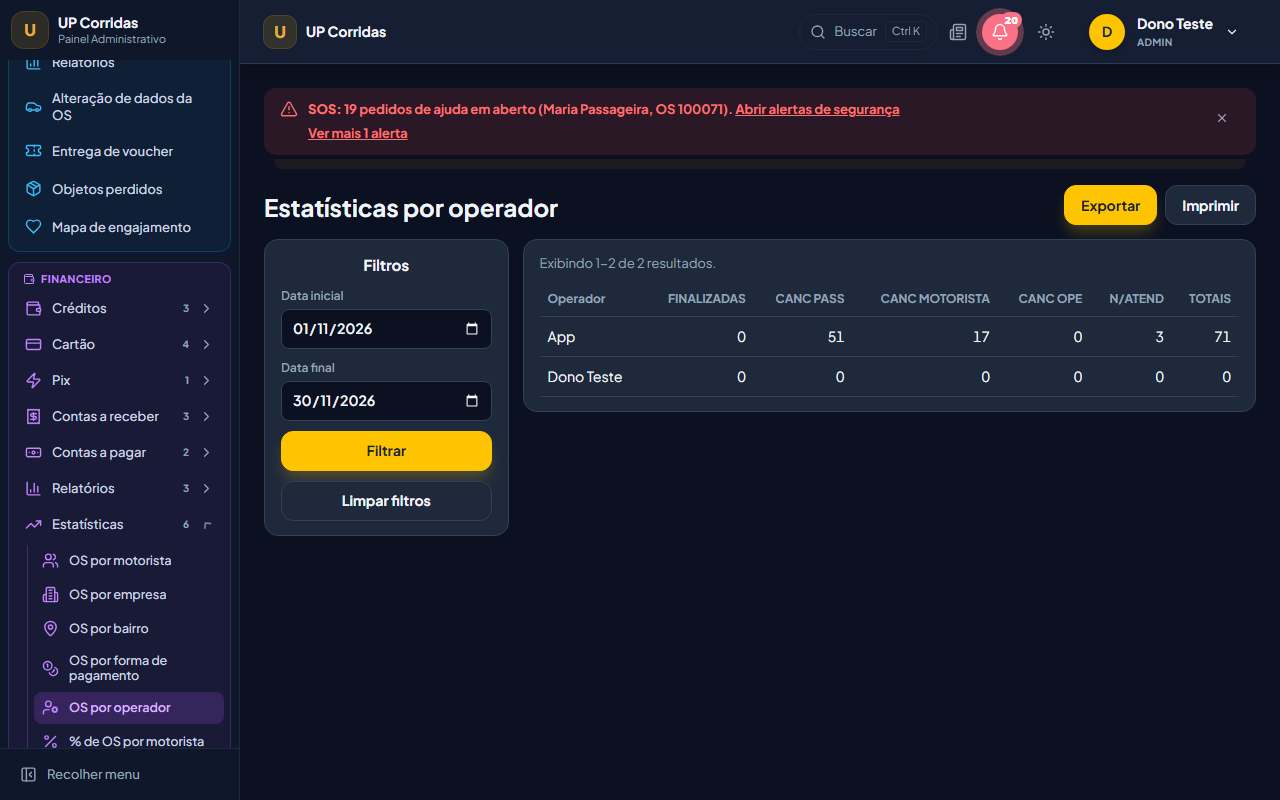 U
UP Corridas
Painel Administrativo
Relatórios
Alteração de dados da
OS
Entrega de voucher
Objetos perdidos
Mapa de engajamento
FINANCEIRO
Créditos 3
Cartão 4
Pix 1
Contas a receber 3
Contas a pagar 2
Relatórios 3
Estatísticas 6
OS por motorista
OS por empresa
OS por bairro
OS por forma de
pagamento
OS por operador
% de OS por motorista
Recolher menu
U UP Corridas
Buscar Ctrl K
20
D
Dono Teste
ADMIN
SOS: 19 pedidos de ajuda em aberto (Maria Passageira, OS 100071). Abrir alertas de segurança
Ver mais 1 alerta
Estatísticas por operador
Exportar
Imprimir
Filtros
Data inicial
01/11/2026
Data final
30/11/2026
Filtrar
Limpar filtros
Exibindo 1–2 de 2 resultados.
Operador FINALIZADAS CANC PASS CANC MOTORISTA CANC OPE N/ATEND TOTAIS
App 0 51 17 0 3 71
Dono Teste 0 0 0 0 0 0